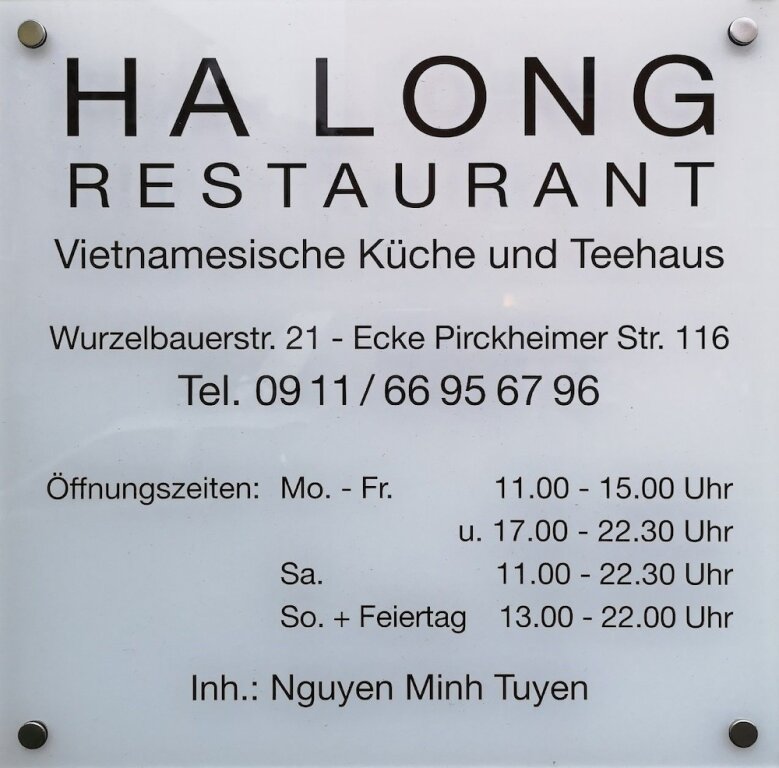 HA LONG
RESTAURANT
Vietnamesische Küche und Teehaus
Wurzelbauerstr. 21 - Ecke Pirckheimer Str. 116
Tel. 09 11 / 66 95 67 96
Öffnungszeiten: Mo. - Fr. 11.00 - 15.00 Uhr
u. 17.00 - 22.30 Uhr
Sa. 11.00 - 22.30 Uhr
So. + Feiertag 13.00 - 22.00 Uhr
Inh.: Nguyen Minh Tuyen